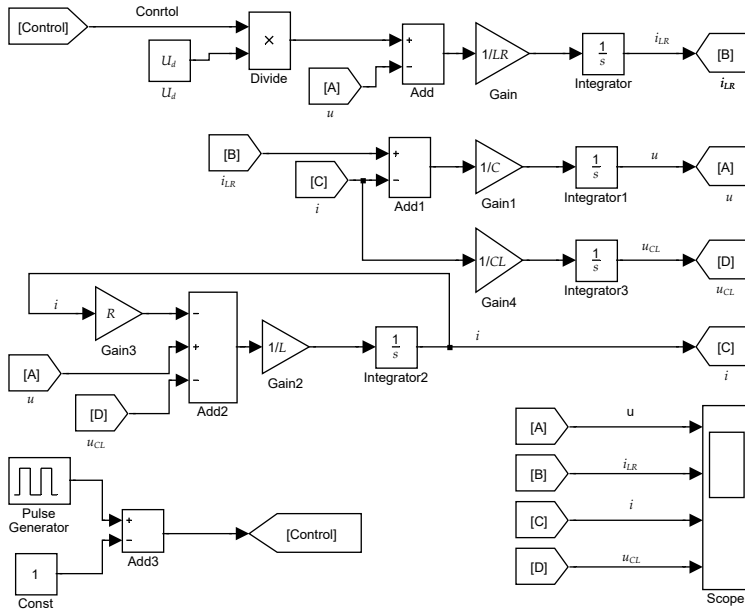 [Control]
Conrtol
U_d
U_d
×
Divide
[A]
u
+
−
Add
1/LR
Gain
1/s
Integrator
i_LR
[B]
i_LR
[B]
i_LR
[C]
i
+
−
Add1
1/C
Gain1
1/s
Integrator1
u
[A]
u
1/CL
Gain4
1/s
Integrator3
u_CL
[D]
u_CL
i
R
Gain3
[A]
u
[D]
u_CL
−
+
−
Add2
1/L
Gain2
1/s
Integrator2
i
[C]
i
[A]
u
[B]
i_LR
[C]
i
[D]
u_CL
Scope
Pulse
Generator
1
Const
+
−
Add3
[Control]